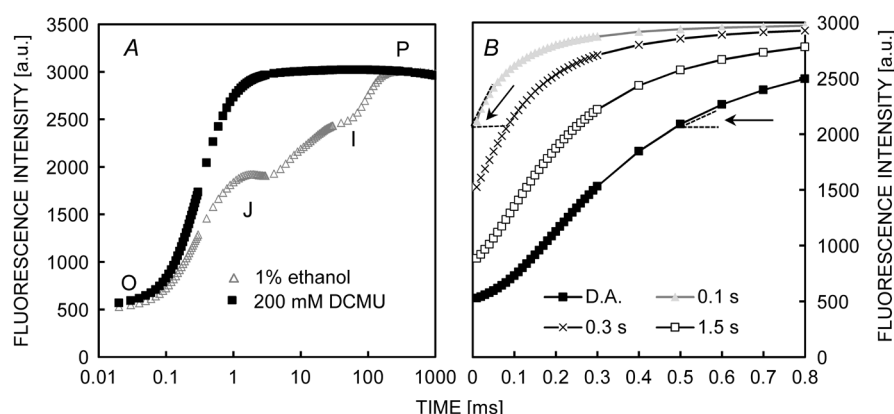 A
B
P
I
J
O
FLUORESCENCE INTENSITY [a.u.]
3500
3000
2500
2000
1500
1000
500
0
1% ethanol
200 mM DCMU
0.01 0.1 1 10 100 1000
D.A.
0.1 s
0.3 s
1.5 s
0 0.1 0.2 0.3 0.4 0.5 0.6 0.7 0.8
3000
2500
2000
1500
1000
500
0
FLUORESCENCE INTENSITY [a.u.]
TIME [ms]